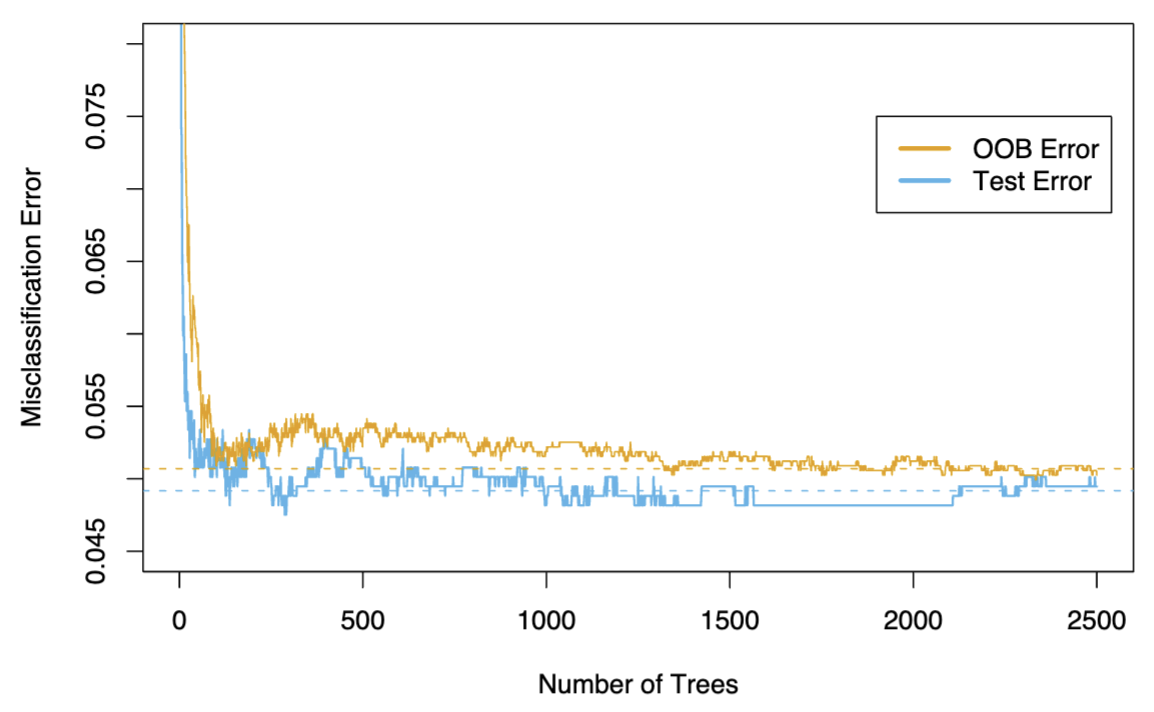 Misclassification Error
0.075
0.065
0.055
0.045
OOB Error
Test Error
0 500 1000 1500 2000 2500
Number of Trees